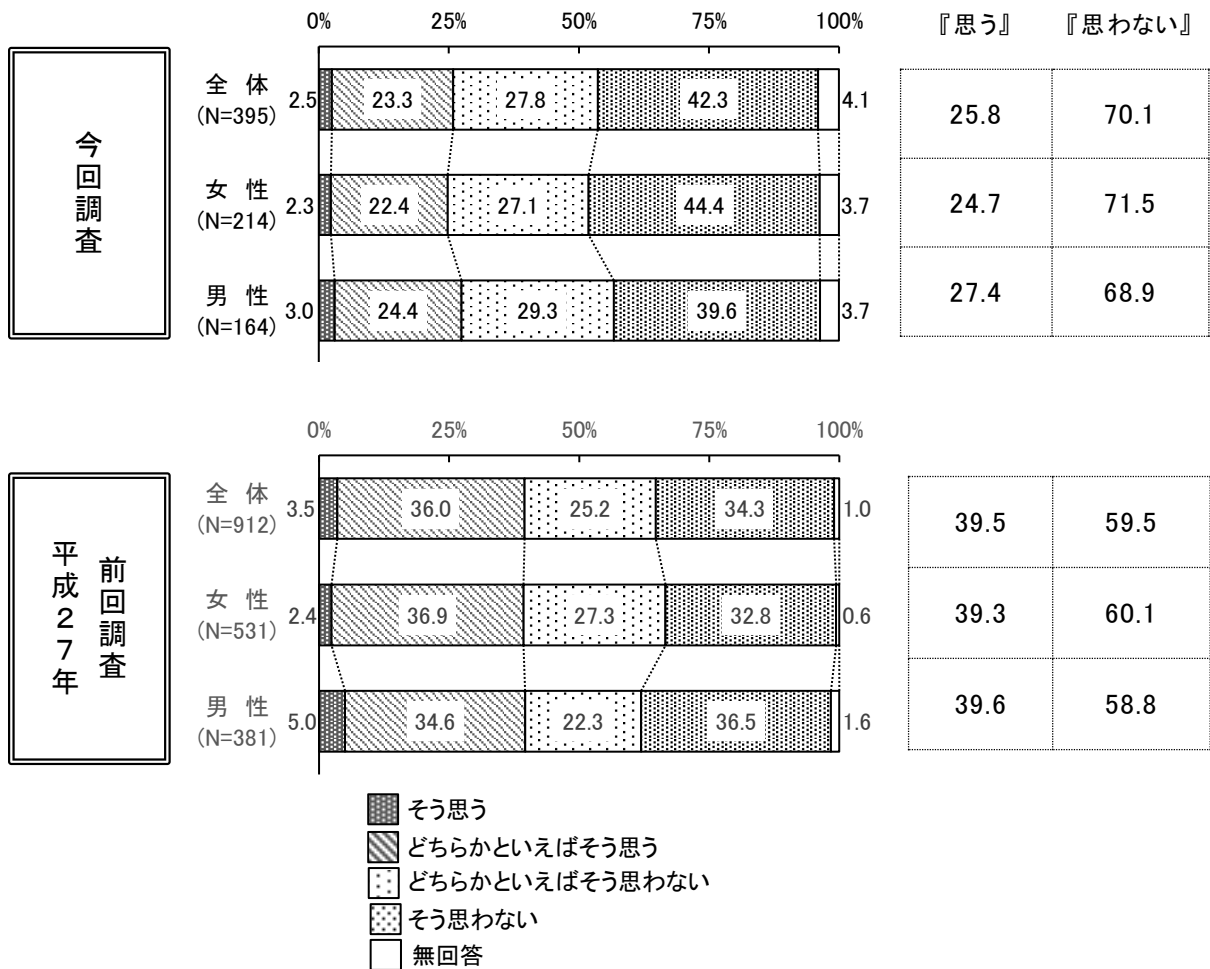 0% 25% 50% 75% 100% 『思う』 『思わない』
今回調査
全 体
(N=395) 2.5 23.3 27.8 42.3 4.1 25.8 70.1
女 性
(N=214) 2.3 22.4 27.1 44.4 3.7 24.7 71.5
男 性
(N=164) 3.0 24.4 29.3 39.6 3.7 27.4 68.9
0% 25% 50% 75% 100%
前回調査
平成27年
全 体
(N=912) 3.5 36.0 25.2 34.3 1.0 39.5 59.5
女 性
(N=531) 2.4 36.9 27.3 32.8 0.6 39.3 60.1
男 性
(N=381) 5.0 34.6 22.3 36.5 1.6 39.6 58.8
そう思う
どちらかといえばそう思う
どちらかといえばそう思わない
そう思わない
無回答